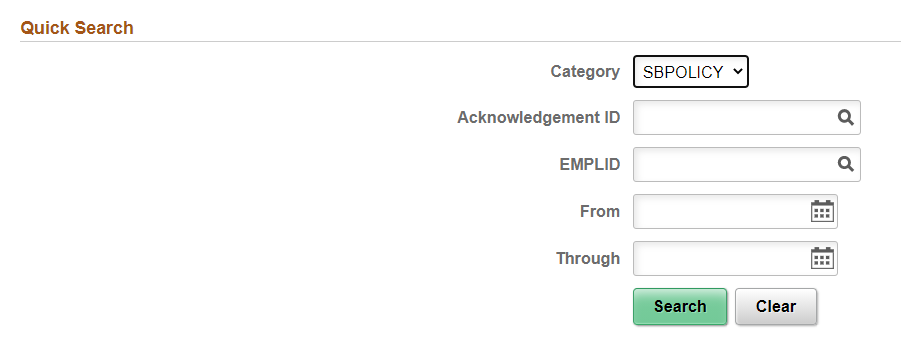 Quick Search
Category SBPOLICY
Acknowledgement ID
EMPLID
From
Through
Search Clear